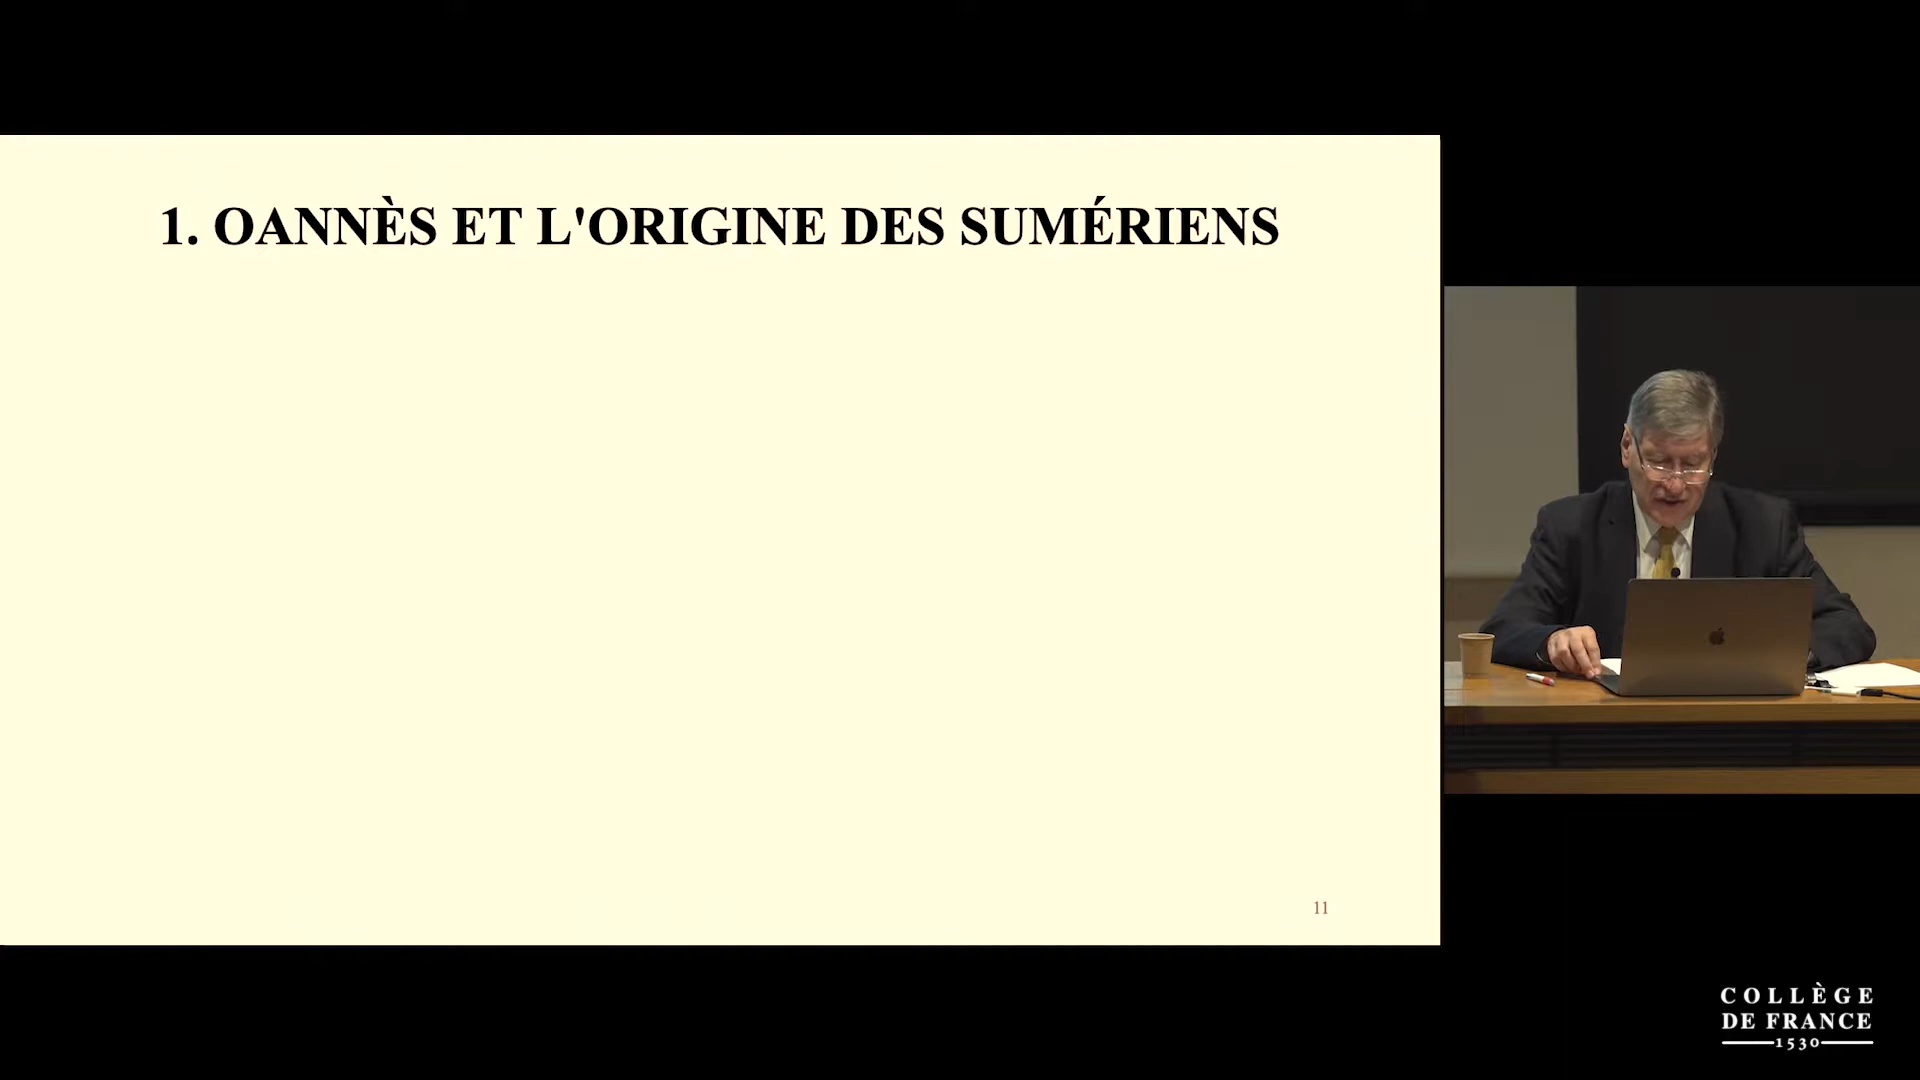 1. OANNÈS ET L'ORIGINE DES SUMÉRIENS
11
COLLÈGE
DE FRANCE
1530